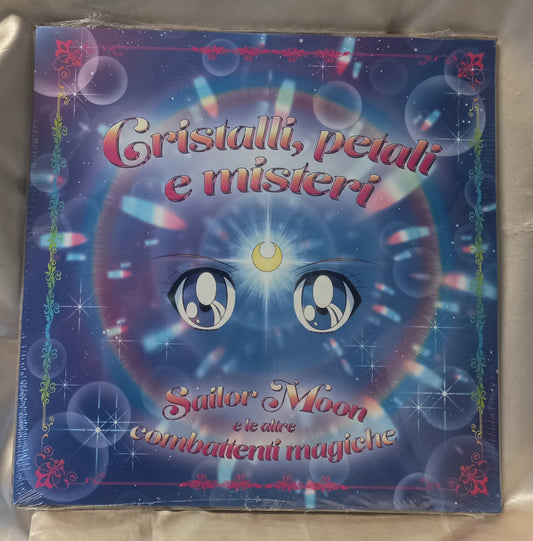 Cristalli, petali
e misteri
Sailor Moon
e le altre
combattenti magiche